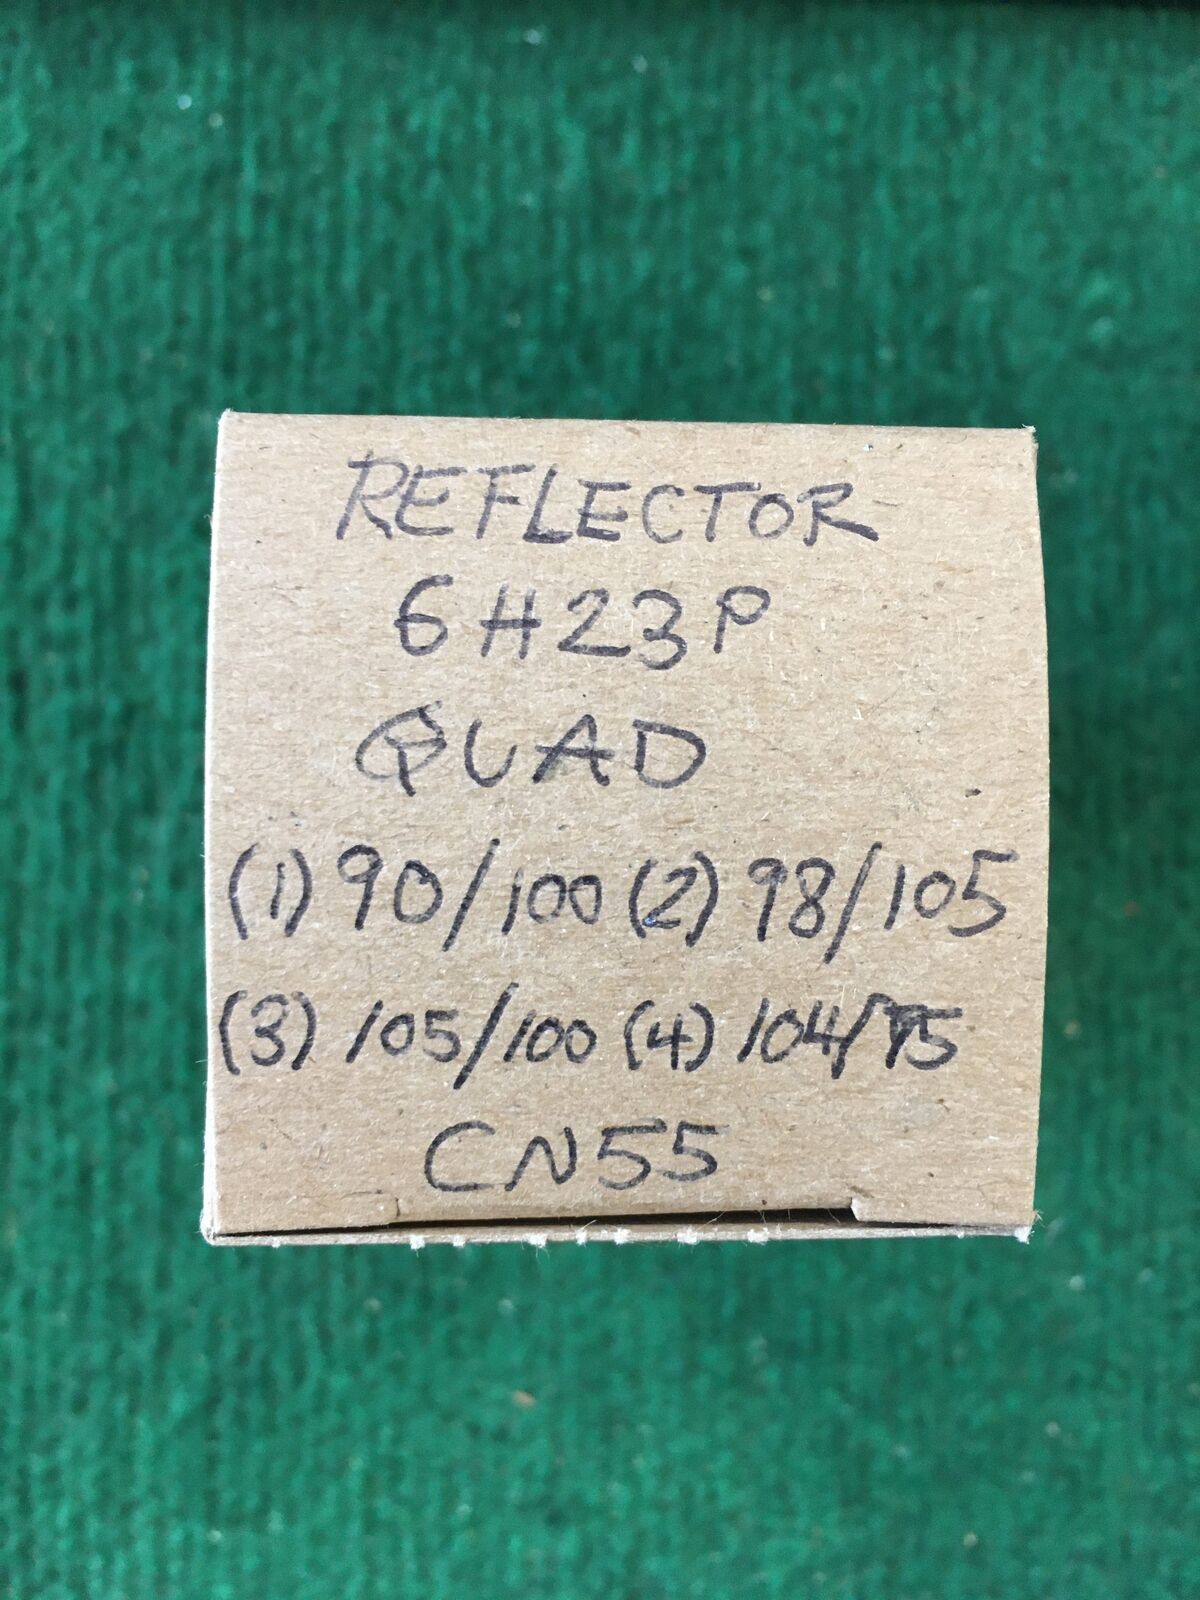 REFLECTOR
6H23P
QUAD
(1) 90/100 (2) 98/105
(3) 105/100 (4) 104/95
CN55